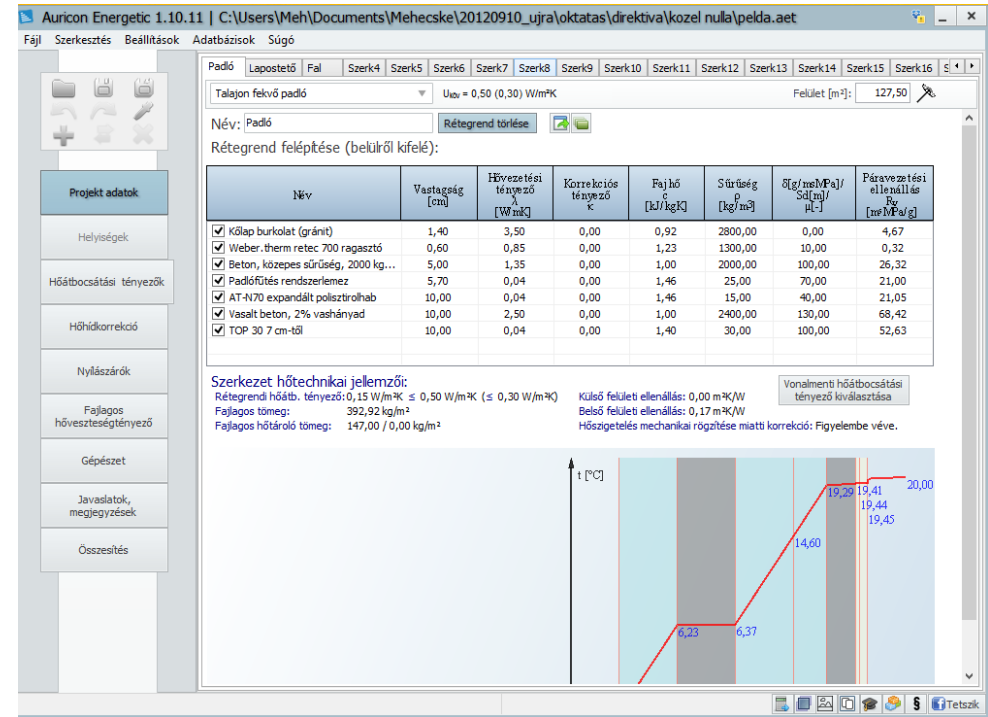 Auricon Energetic 1.10.11 | C:\Users\Meh\Documents\Mehecske\20120910_ujra\oktatas\direktiva\kozel nulla\pelda.aet
Fájl Szerkesztés Beállítások Adatbázisok Súgó
Padló Lapostető Fal Szerk4 Szerk5 Szerk6 Szerk7 Szerk8 Szerk9 Szerk10 Szerk11 Szerk12 Szerk13 Szerk14 Szerk15 Szerk16 S
Talajon fekvő padló Uköv = 0,50 (0,30) W/m²K Felület [m²]: 127,50
Név: Padló Rétegrend törlése
Rétegrend felépítése (belülről kifelé):
Név Vastagság [cm] Hővezetési tényező λ [W/mK] Korrekciós tényező κ Fajhő c [kJ/kgK] Sűrűség ρ [kg/m3] δ[g/msMPa]/ Sd[m]/ μ[-] Páravezetési ellenállás Rv [m²sMPa/g]
Kőlap burkolat (gránit) 1,40 3,50 0,00 0,92 2800,00 0,00 4,67
Weber.therm retec 700 ragasztó 0,60 0,85 0,00 1,23 1300,00 10,00 0,32
Beton, közepes sűrűség, 2000 kg... 5,00 1,35 0,00 1,00 2000,00 100,00 26,32
Padlófűtés rendszerlemez 5,70 0,04 0,00 1,46 25,00 70,00 21,00
AT-N70 expandált polisztirolhab 10,00 0,04 0,00 1,46 15,00 40,00 21,05
Vasalt beton, 2% vashányad 10,00 2,50 0,00 1,00 2400,00 130,00 68,42
TOP 30 7 cm-től 10,00 0,04 0,00 1,40 30,00 100,00 52,63
Szerkezet hőtechnikai jellemzői:
Rétegrendi hőátb. tényező: 0,15 W/m²K ≤ 0,50 W/m²K (≤ 0,30 W/m²K) Külső felületi ellenállás: 0,00 m²K/W
Fajlagos tömeg: 392,92 kg/m² Belső felületi ellenállás: 0,17 m²K/W
Fajlagos hőtároló tömeg: 147,00 / 0,00 kg/m² Hőszigetelés mechanikai rögzítése miatti korrekció: Figyelembe véve.
Vonalmenti hőátbocsátási
tényező kiválasztása
Projekt adatok
Helyiségek
Hőátbocsátási tényezők
Hőhídkorrekció
Nyílászárók
Fajlagos
hőveszteségtényező
Gépészet
Javaslatok,
megjegyzések
Összesítés
t [°C]
19,29 19,41 20,00
19,44
19,45
14,60
6,23 6,37
§ Tetszik